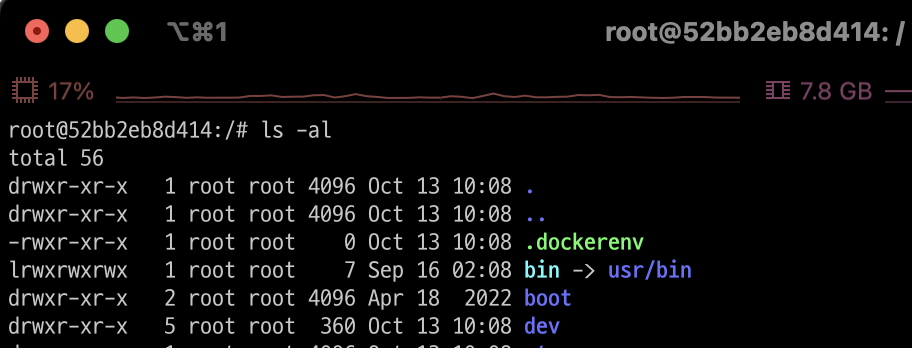 ⌥⌘1 root@52bb2eb8d414: /
17% 7.8 GB
root@52bb2eb8d414:/# ls -al
total 56
drwxr-xr-x 1 root root 4096 Oct 13 10:08 .
drwxr-xr-x 1 root root 4096 Oct 13 10:08 ..
-rwxr-xr-x 1 root root 0 Oct 13 10:08 .dockerenv
lrwxrwxrwx 1 root root 7 Sep 16 02:08 bin -> usr/bin
drwxr-xr-x 2 root root 4096 Apr 18 2022 boot
drwxr-xr-x 5 root root 360 Oct 13 10:08 dev